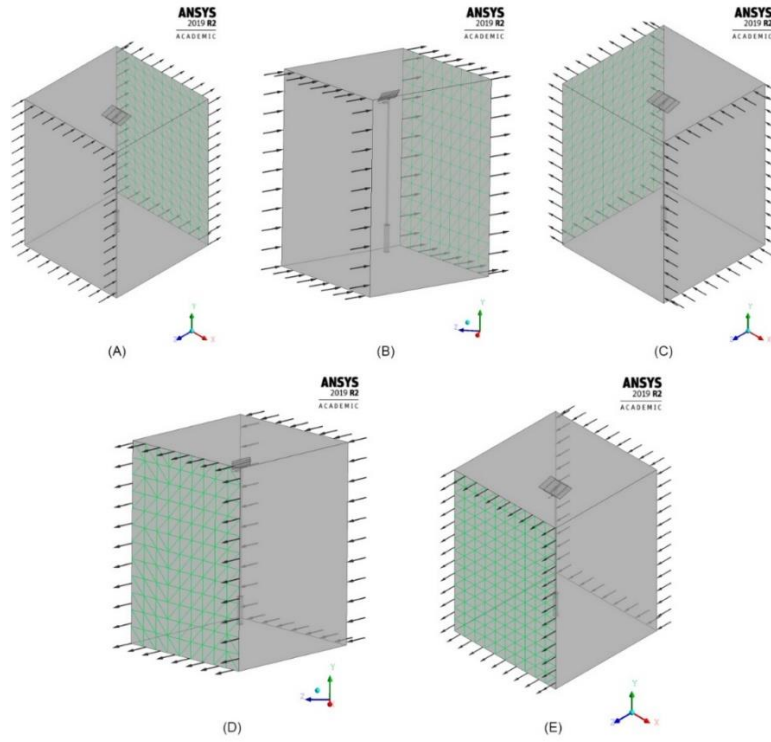 ANSYS
2019 R2
ACADEMIC
ANSYS
2019 R2
ACADEMIC
ANSYS
2019 R2
ACADEMIC
Y
Z
X
(A)
Y
Z
(B)
Y
Z
X
(C)
ANSYS
2019 R2
ACADEMIC
ANSYS
2019 R2
ACADEMIC
Y
Z
(D)
Y
Z
X
(E)